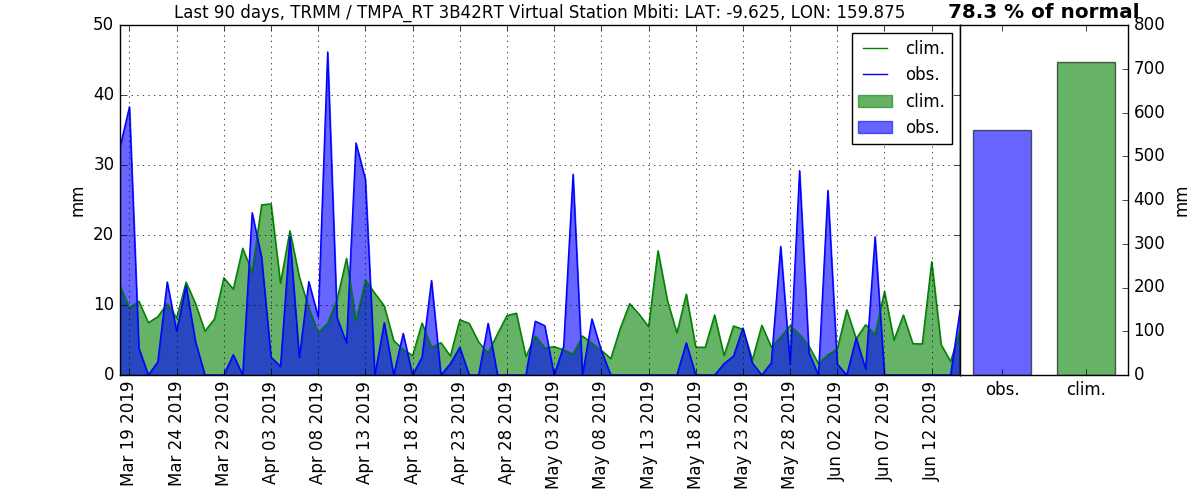 Last 90 days, TRMM / TMPA_RT 3B42RT Virtual Station Mbiti: LAT: -9.625, LON: 159.875
78.3 % of normal
50
40
30
20
10
0
mm
clim.
obs.
clim.
obs.
800
700
600
500
400
300
200
100
0
mm
Mar 19 2019
Mar 24 2019
Mar 29 2019
Apr 03 2019
Apr 08 2019
Apr 13 2019
Apr 18 2019
Apr 23 2019
Apr 28 2019
May 03 2019
May 08 2019
May 13 2019
May 18 2019
May 23 2019
May 28 2019
Jun 02 2019
Jun 07 2019
Jun 12 2019
obs.
clim.